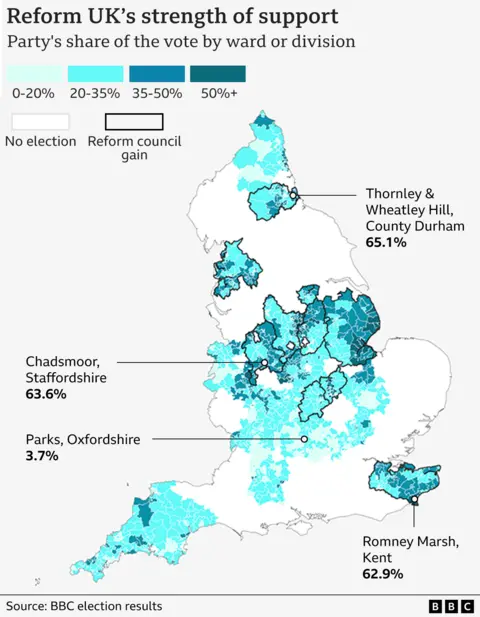 Reform UK's strength of support
Party's share of the vote by ward or division
0-20% 20-35% 35-50% 50%+
No election Reform council
gain
Thornley &
Wheatley Hill,
County Durham
65.1%
Chadsmoor,
Staffordshire
63.6%
Parks, Oxfordshire
3.7%
Romney Marsh,
Kent
62.9%
Source: BBC election results
BBC